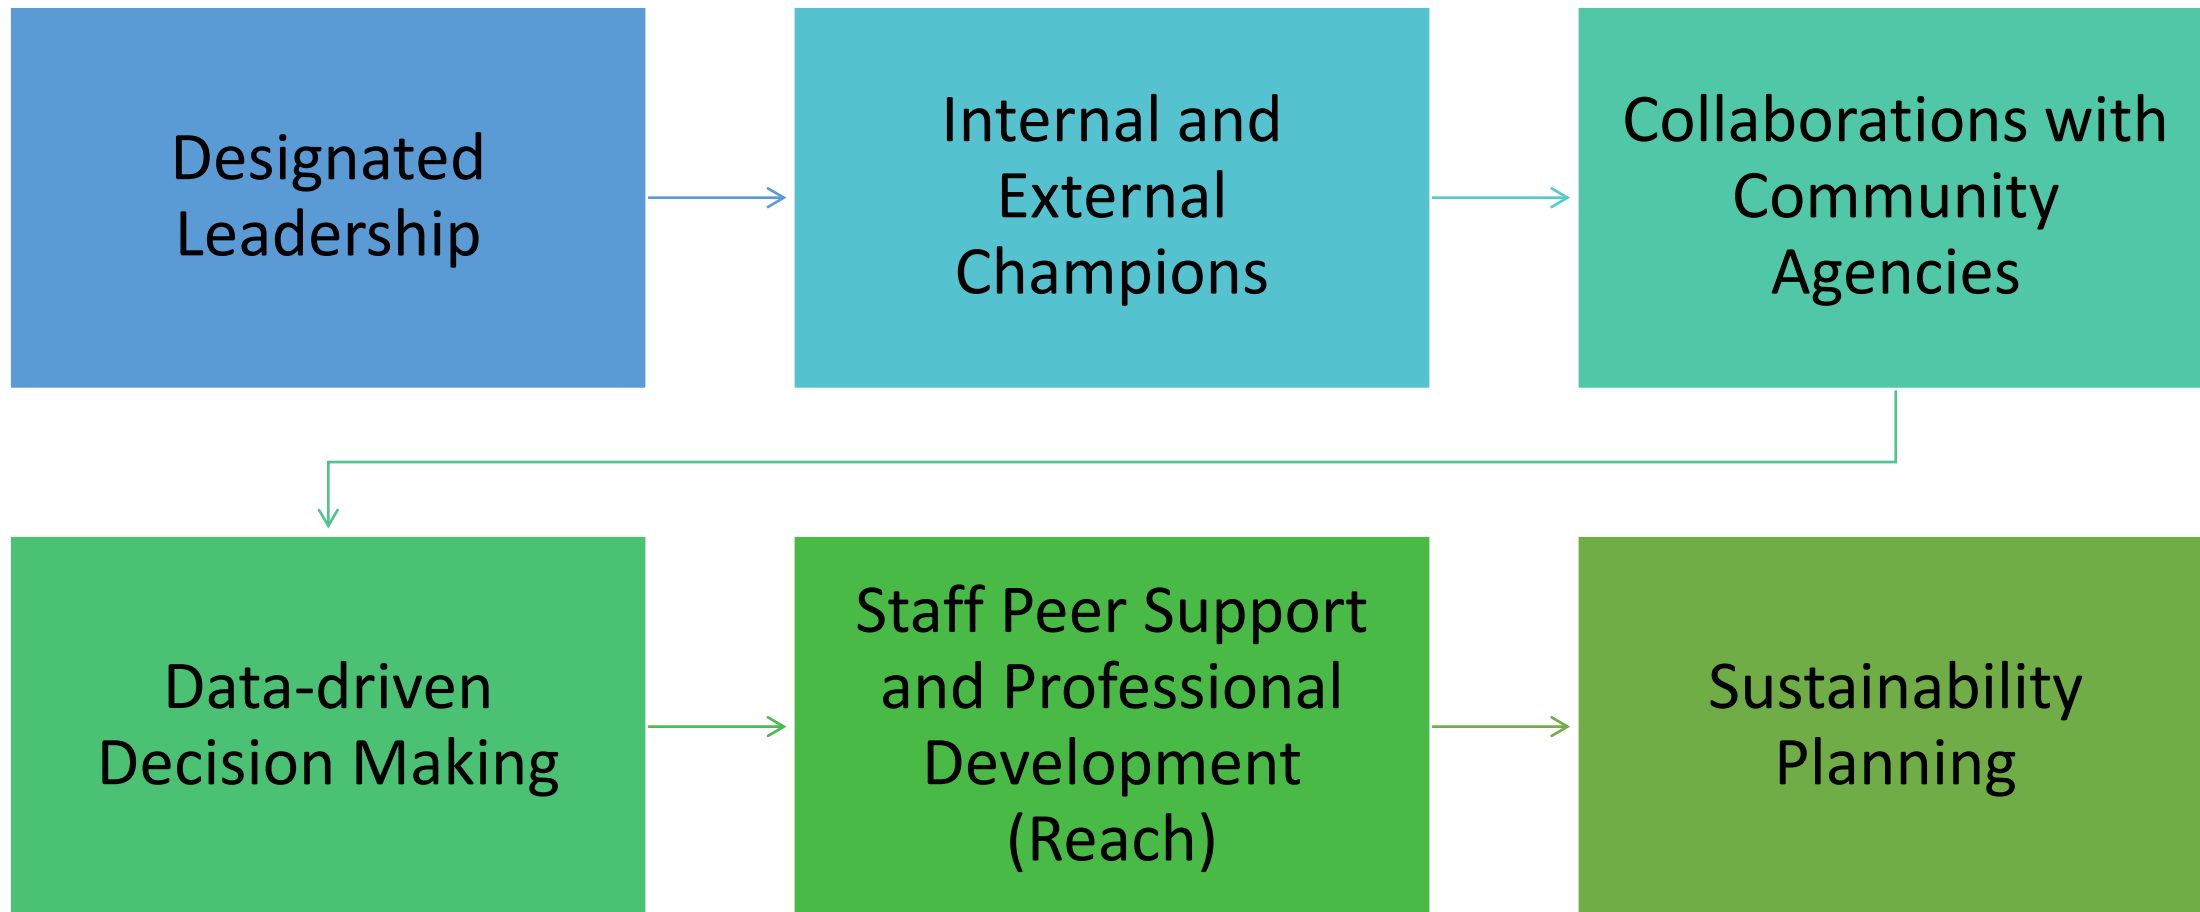 Designated
Leadership
Internal and
External
Champions
Collaborations with
Community
Agencies
Data-driven
Decision Making
Staff Peer Support
and Professional
Development
(Reach)
Sustainability
Planning